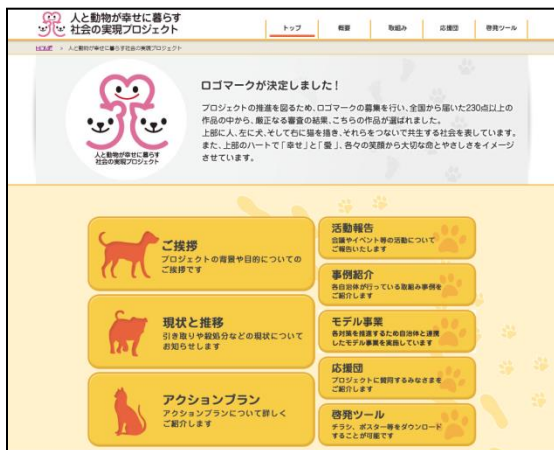 人と動物が幸せに暮らす
社会の実現プロジェクト
トップ
概要
取組み
応援団
啓発ツール
HOME > 人と動物が幸せに暮らす社会の実現プロジェクト
ロゴマークが決定しました！
プロジェクトの推進を図るため、ロゴマークの募集を行い、全国から届いた230点以上の
作品の中から、厳正なる審査の結果、こちらの作品が選ばれました。
上部に人、左に犬、そして右に猫を描き、それらをつないで共生する社会を表しています。
また、上部のハートで「幸せ」と「愛」、各々の笑顔から大切な命とやさしさをイメージ
させています。
人と動物が幸せに暮らす
社会の実現プロジェクト
ご挨拶
プロジェクトの背景や目的についての
ご挨拶です
現状と推移
引き取りや殺処分などの現状について
お知らせします
アクションプラン
アクションプランについて詳しく
ご紹介します
活動報告
会議やイベント等の活動について
ご報告いたします
事例紹介
各自治体が行っている取組み事例を
ご紹介します
モデル事業
各対策を推進するため自治体と連携
したモデル事業を実施しています
応援団
プロジェクトに賛同するみなさまを
ご紹介します
啓発ツール
チラシ、ポスター等をダウンロード
することが可能です